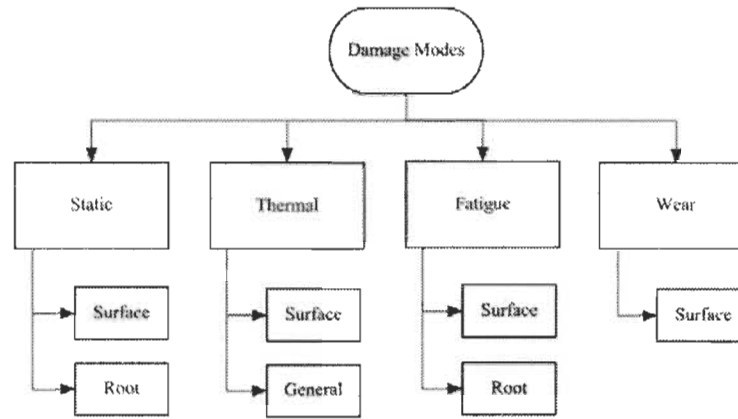 Damage Modes
Static
Thermal
Fatigue
Wear
Surface
Surface
Surface
Surface
Root
General
Root